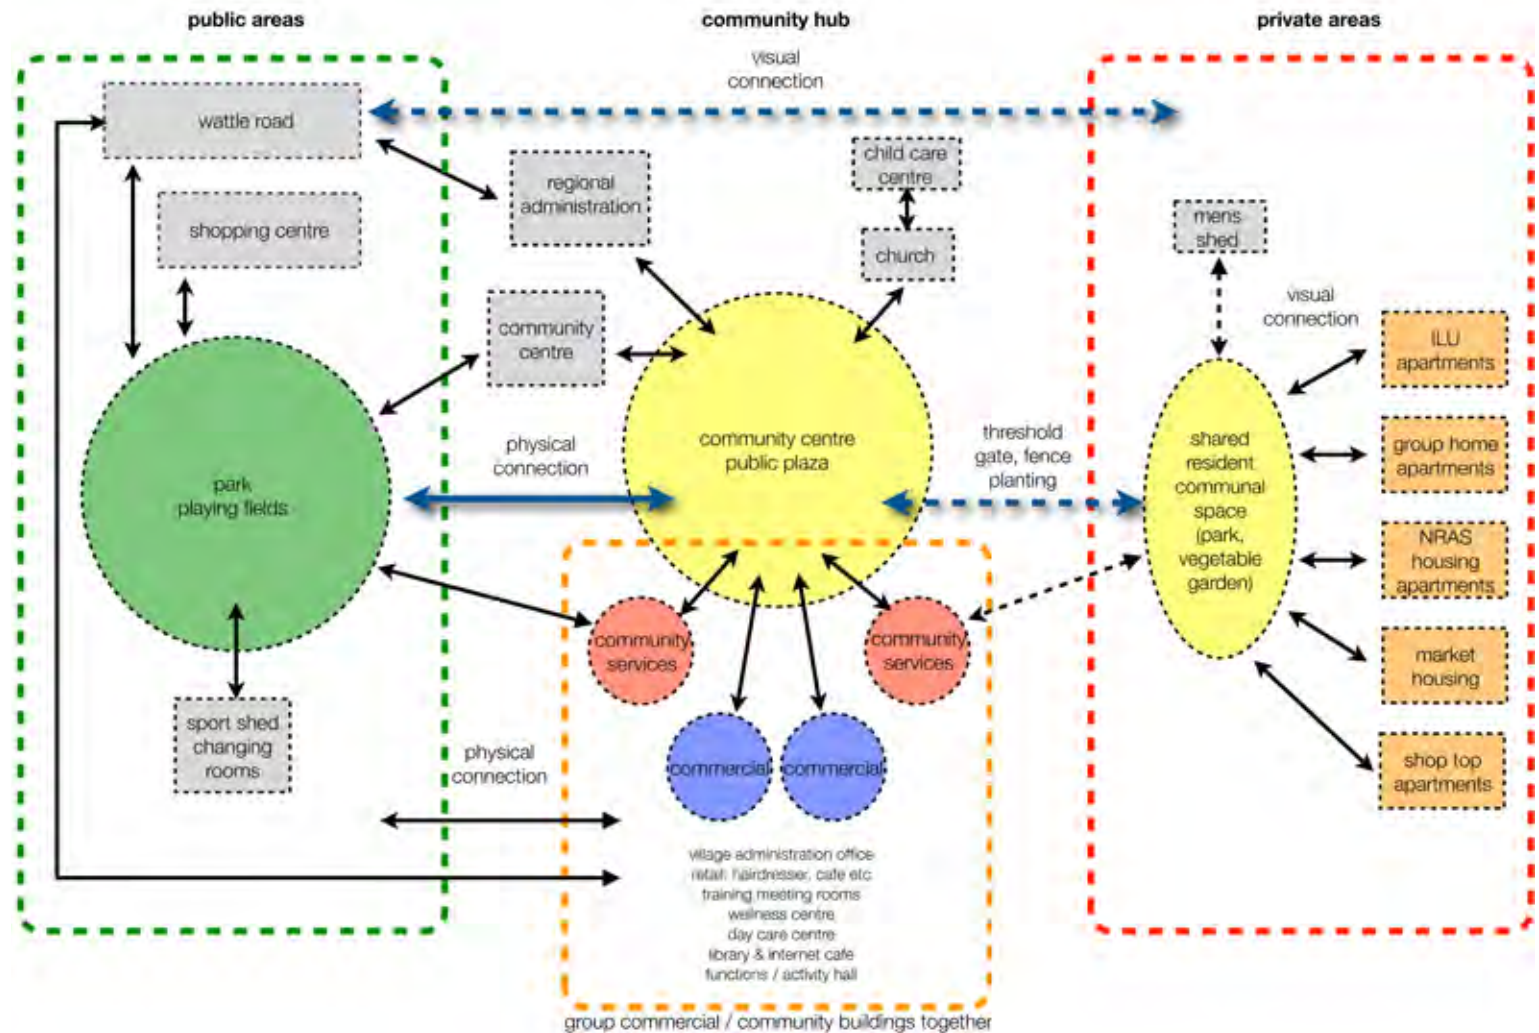 public areas
community hub
private areas
visual
connection
wattle road
regional
administration
child care
centre
shopping centre
church
mens
shed
community
centre
visual
connection
ILU
apartments
physical
connection
community centre
public plaza
threshold
gate, fence
planting
park
playing fields
shared
resident
communal
space
(park,
vegetable
garden)
group home
apartments
NRAS
housing
apartments
community
services
community
services
market
housing
sport shed
changing
rooms
physical
connection
commercial
commercial
shop top
apartments
village administration office
retail: hairdresser, cafe etc
training meeting rooms
wellness centre
day care centre
library & internet cafe
functions / activity hall
group commercial / community buildings together